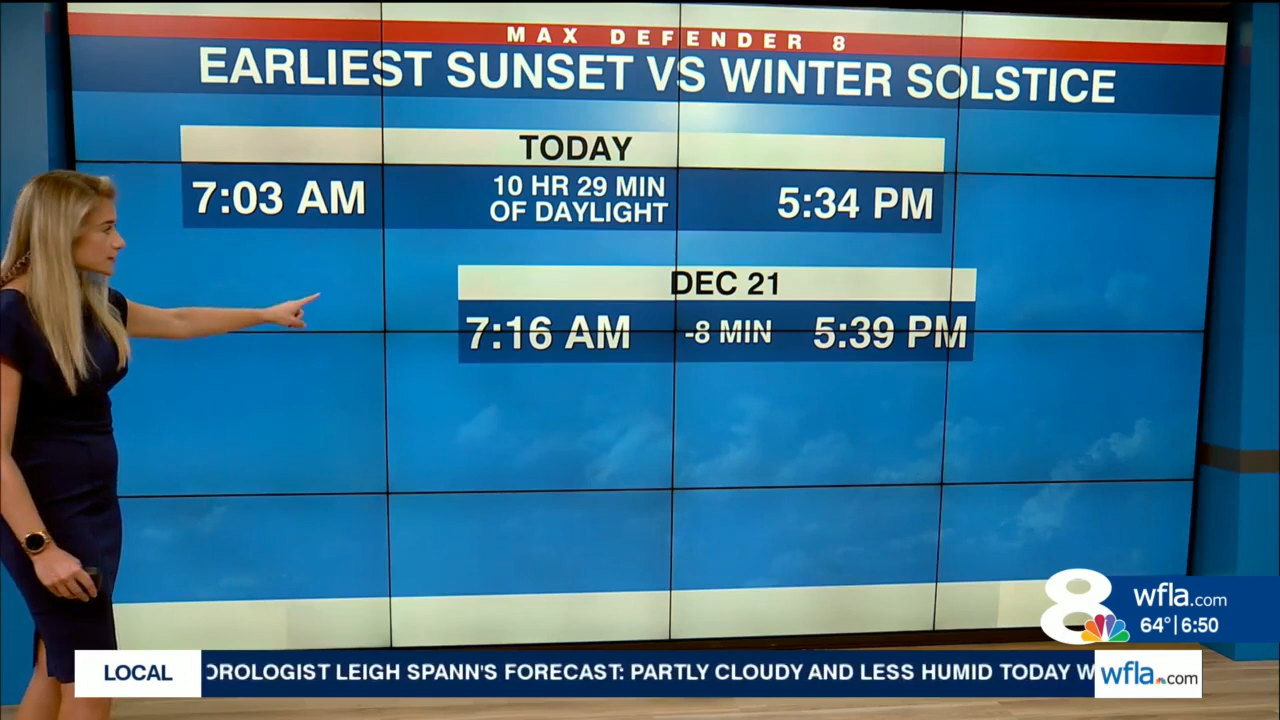 MAX DEFENDER 8
EARLIEST SUNSET VS WINTER SOLSTICE
TODAY
7:03 AM
10 HR 29 MIN
OF DAYLIGHT
5:34 PM
DEC 21
7:16 AM
-8 MIN
5:39 PM
8
wfla.com
64° | 6:50
LOCAL
OROLOGIST LEIGH SPANN'S FORECAST: PARTLY CLOUDY AND LESS HUMID TODAY W
wfla.com